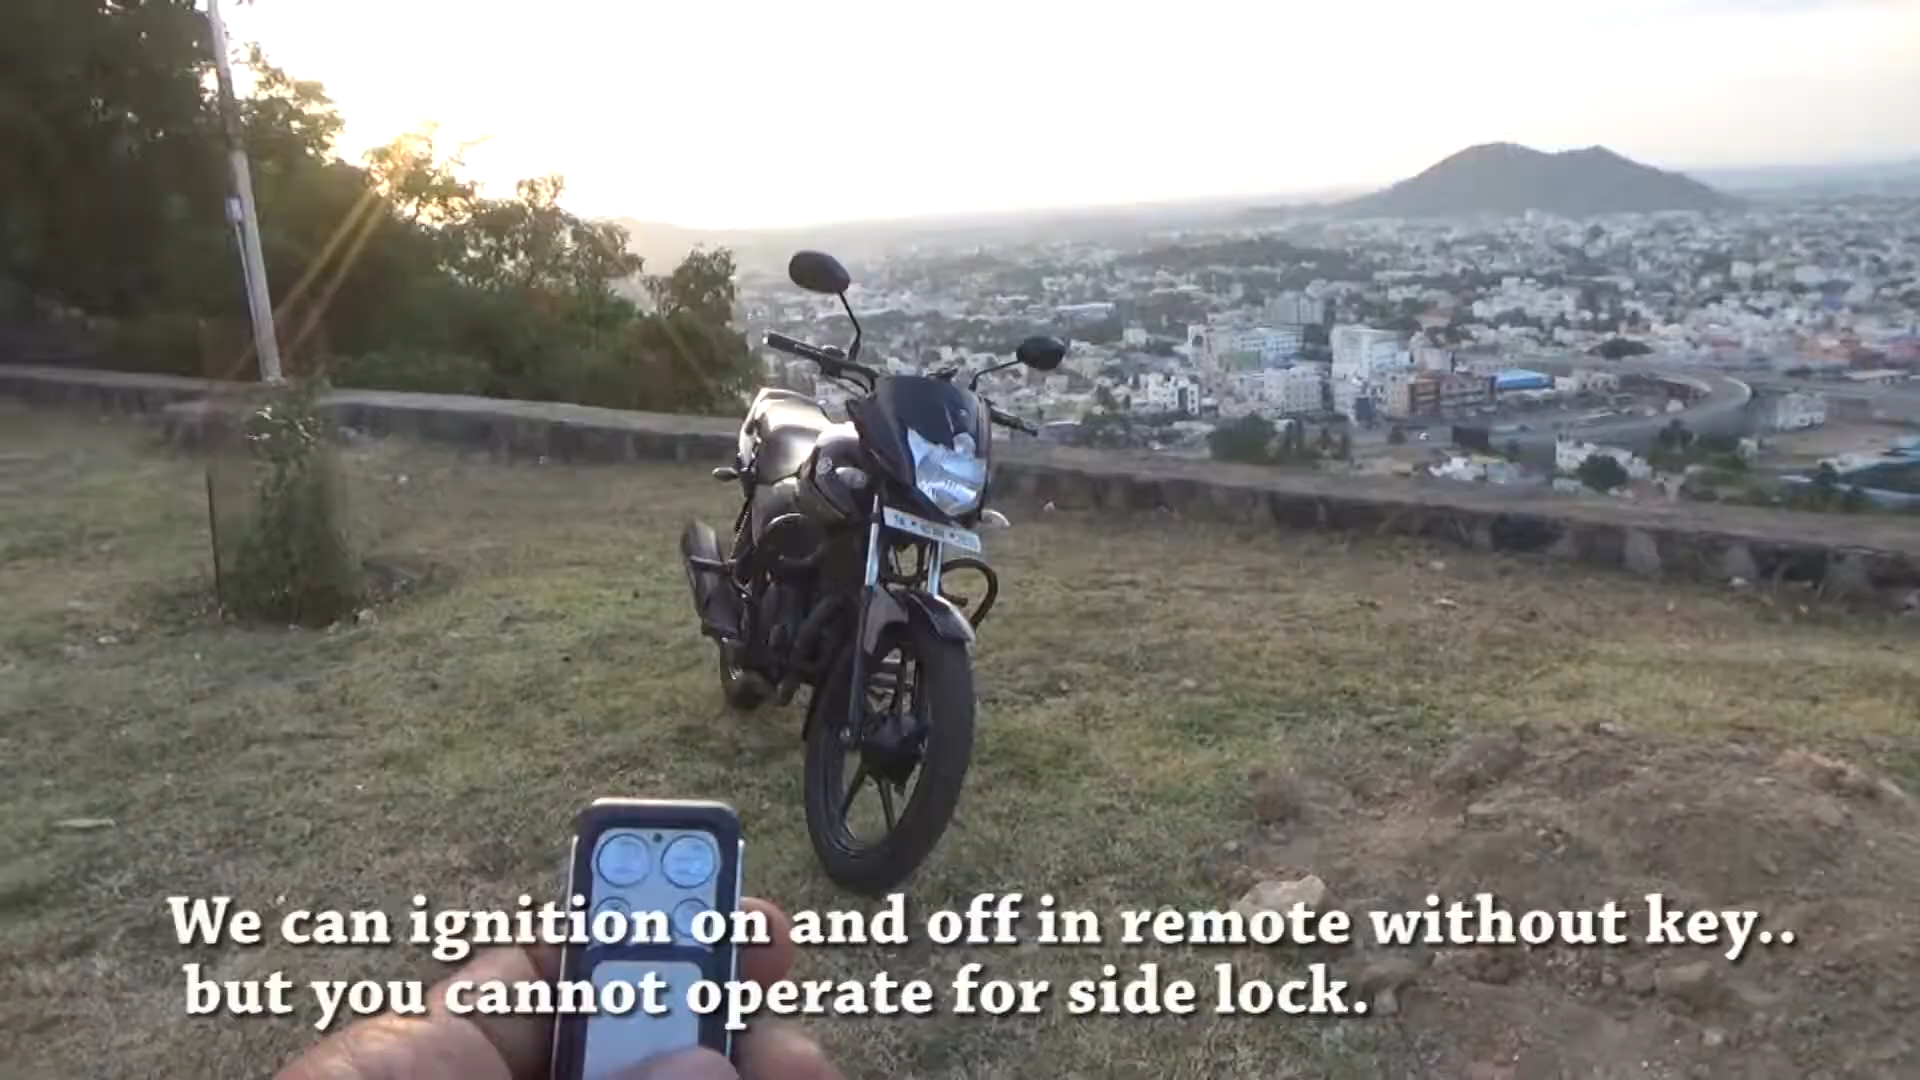 We can ignition on and off in remote without key..
but you cannot operate for side lock.